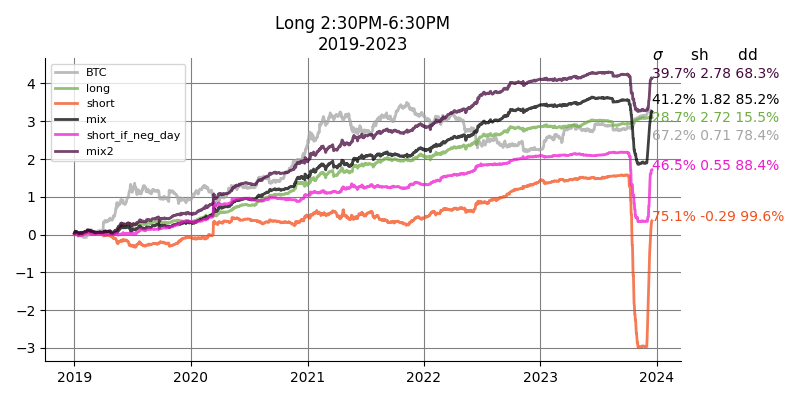 Long 2:30PM-6:30PM
2019-2023
σ sh dd
BTC
long
short
mix
short_if_neg_day
mix2
39.7% 2.78 68.3%
41.2% 1.82 85.2%
28.7% 2.72 15.5%
67.2% 0.71 78.4%
46.5% 0.55 88.4%
75.1% -0.29 99.6%
4
3
2
1
0
−1
−2
−3
2019 2020 2021 2022 2023 2024